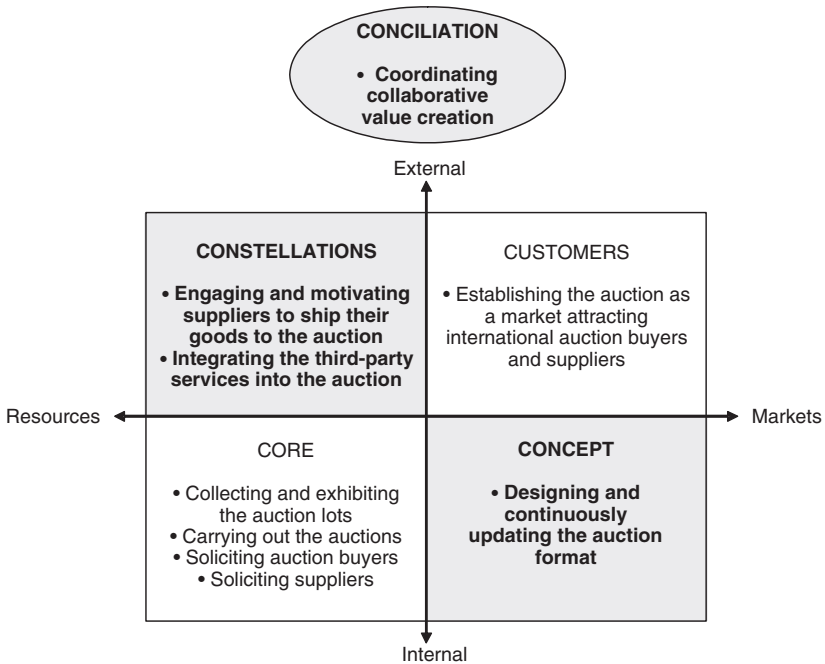 CONCILIATION
• Coordinating
collaborative
value creation
External
CONSTELLATIONS
• Engaging and motivating
suppliers to ship their
goods to the auction
• Integrating the third-party
services into the auction
CUSTOMERS
• Establishing the auction as
a market attracting
international auction buyers
and suppliers
Resources
Markets
CORE
• Collecting and exhibiting
the auction lots
• Carrying out the auctions
• Soliciting auction buyers
• Soliciting suppliers
CONCEPT
• Designing and
continuously
updating the auction
format
Internal